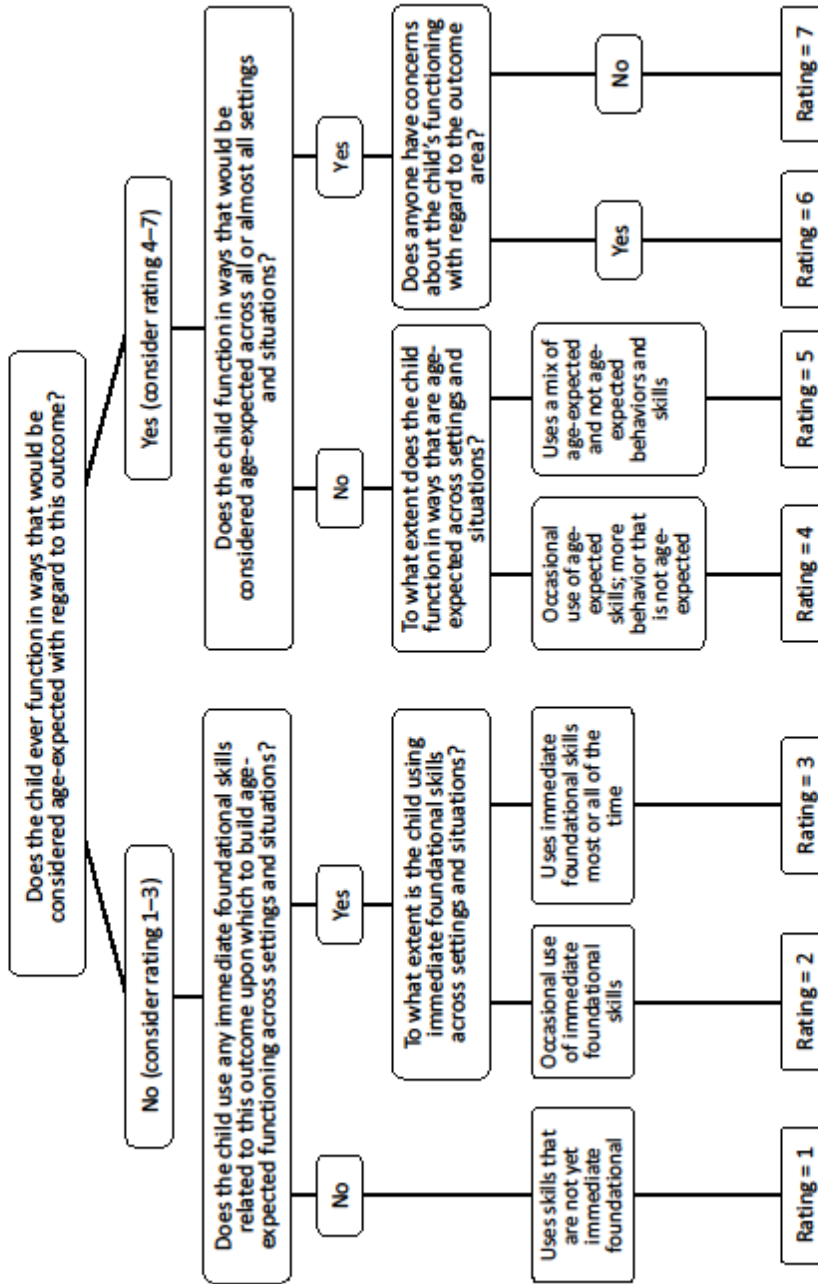 Does the child ever function in ways that would be
considered age-expected with regard to this outcome?
No (consider rating 1–3)
Yes (consider rating 4–7)
Does the child use any immediate foundational skills
related to this outcome upon which to build age-
expected functioning across settings and situations?
Does the child function in ways that would be
considered age-expected across all or almost all settings
and situations?
No
Yes
No
Yes
To what extent is the child using
immediate foundational skills
across settings and situations?
To what extent does the child
function in ways that are age-
expected across settings and
situations?
Does anyone have concerns
about the child's functioning
with regard to the outcome
area?
Uses skills that
are not yet
immediate
foundational
Occasional use
of immediate
foundational
skills
Uses immediate
foundational skills
most or all of the
time
Occasional
use of age-
expected
skills; more
behavior that
is not age-
expected
Uses a mix of
age-expected
and not age-
expected
behaviors and
skills
Yes
No
Rating = 1
Rating = 2
Rating = 3
Rating = 4
Rating = 5
Rating = 6
Rating = 7